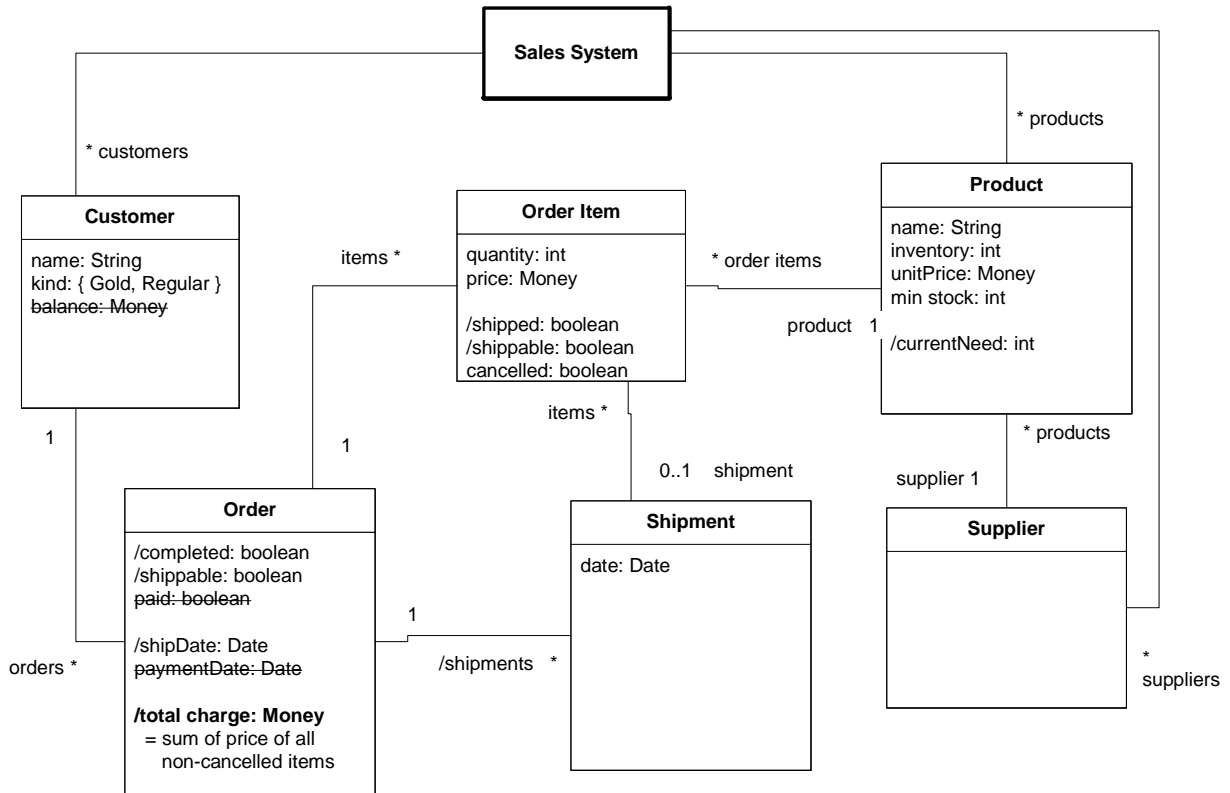 Sales System
* customers
* products
Customer
name: String
kind: { Gold, Regular }
balance: Money
items *
Order Item
quantity: int
price: Money
/shipped: boolean
/shippable: boolean
cancelled: boolean
* order items
product 1
Product
name: String
inventory: int
unitPrice: Money
min stock: int
/currentNeed: int
1
1
items *
0..1 shipment
* products
supplier 1
Order
/completed: boolean
/shippable: boolean
paid: boolean
/shipDate: Date
paymentDate: Date
/total charge: Money
= sum of price of all
non-cancelled items
orders *
1
/shipments *
Shipment
date: Date
Supplier
*
suppliers